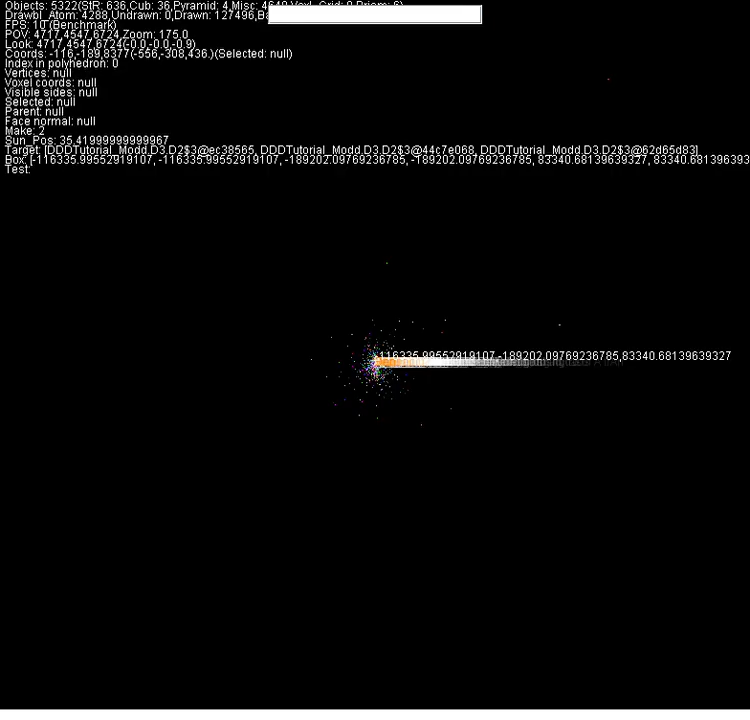 Objects: 5322(StR: 636,Cub: 36,Pyramid: 4,Misc: 4640,Voxl_Grid: 0,Prism: 6)
Drawbl_Atom: 4288,Undrawn: 0,Drawn: 127496,Ba
FPS: 10 (Benchmark)
POV: 4717,4547,6724,Zoom: 175.0
Look: 4717,4547,6724(-0.0,-0.0,-0.9)
Coords: -116,-189,8377(-556,-308,436.)(Selected: null)
Index in polyhedron: 0
Vertices: null
Voxel coords: null
Visible sides: null
Selected: null
Parent: null
Face normal: null
Make: 2
Sun_Pos: 35.41999999999967
Target: [DDDTutorial_Modd.D3.D2$3@ec38565, DDDTutorial_Modd.D3.D2$3@44c7e068, DDDTutorial_Modd.D3.D2$3@62d65d83]
Box: [-116335.99552919107, -116335.99552919107, -189202.09769236785, -189202.09769236785, 83340.68139639327, 83340.681396393
Test:
-116335.99552919107,-189202.09769236785,83340.68139639327